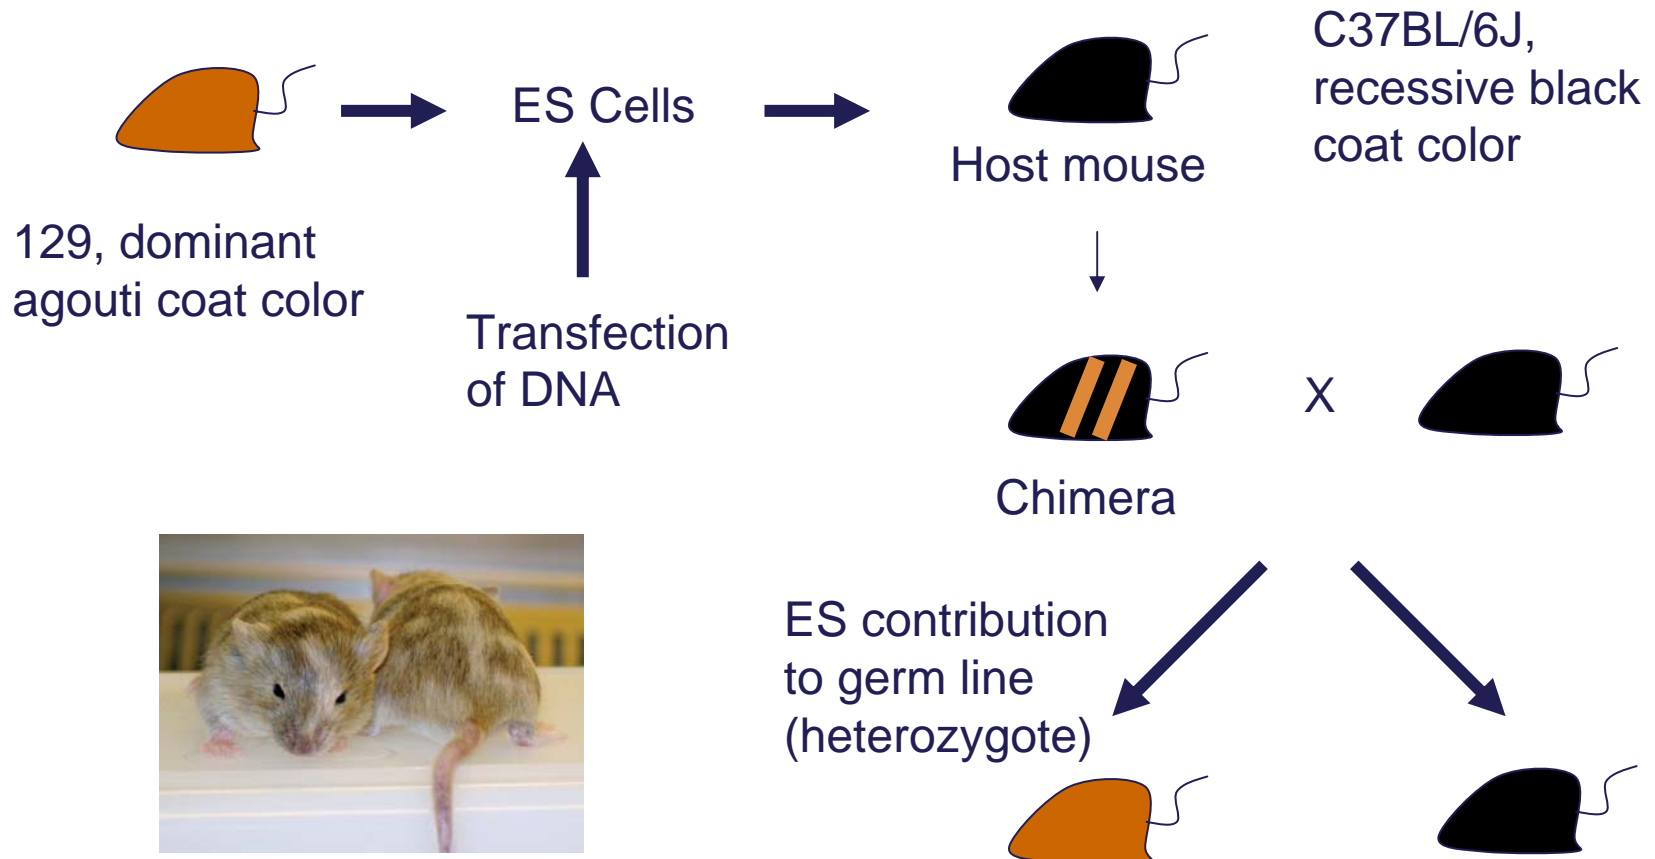 129, dominant
agouti coat color
ES Cells
Transfection
of DNA
Host mouse
C37BL/6J,
recessive black
coat color
Chimera
X
ES contribution
to germ line
(heterozygote)